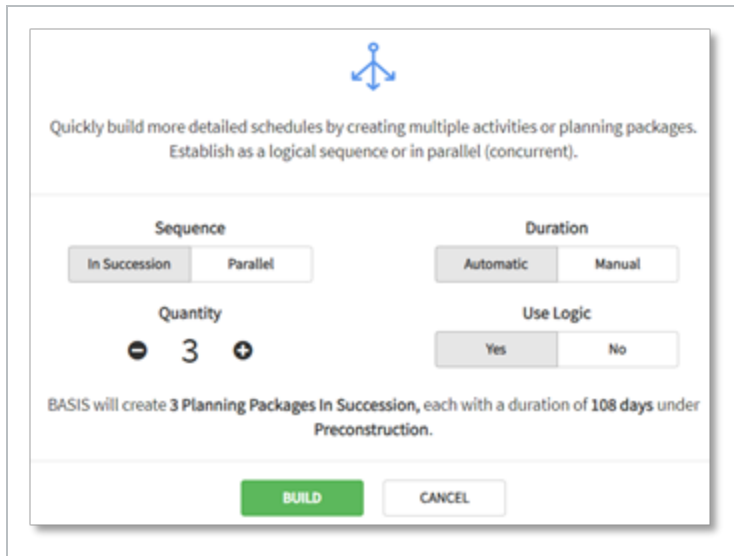 Quickly build more detailed schedules by creating multiple activities or planning packages.
Establish as a logical sequence or in parallel (concurrent).
Sequence
In Succession Parallel
Duration
Automatic Manual
Quantity
3
Use Logic
Yes No
BASIS will create 3 Planning Packages In Succession, each with a duration of 108 days under
Preconstruction.
BUILD CANCEL